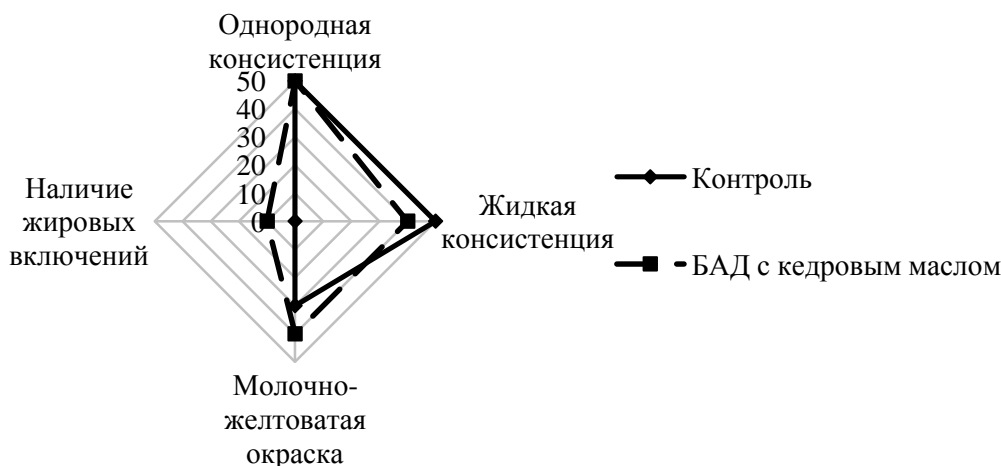 Однородная
консистенция
50
40
30
20
10
0
Наличие
жировых
включений
Жидкая
консистенция
Молочно-
желтоватая
окраска
Контроль
БАД с кедровым маслом